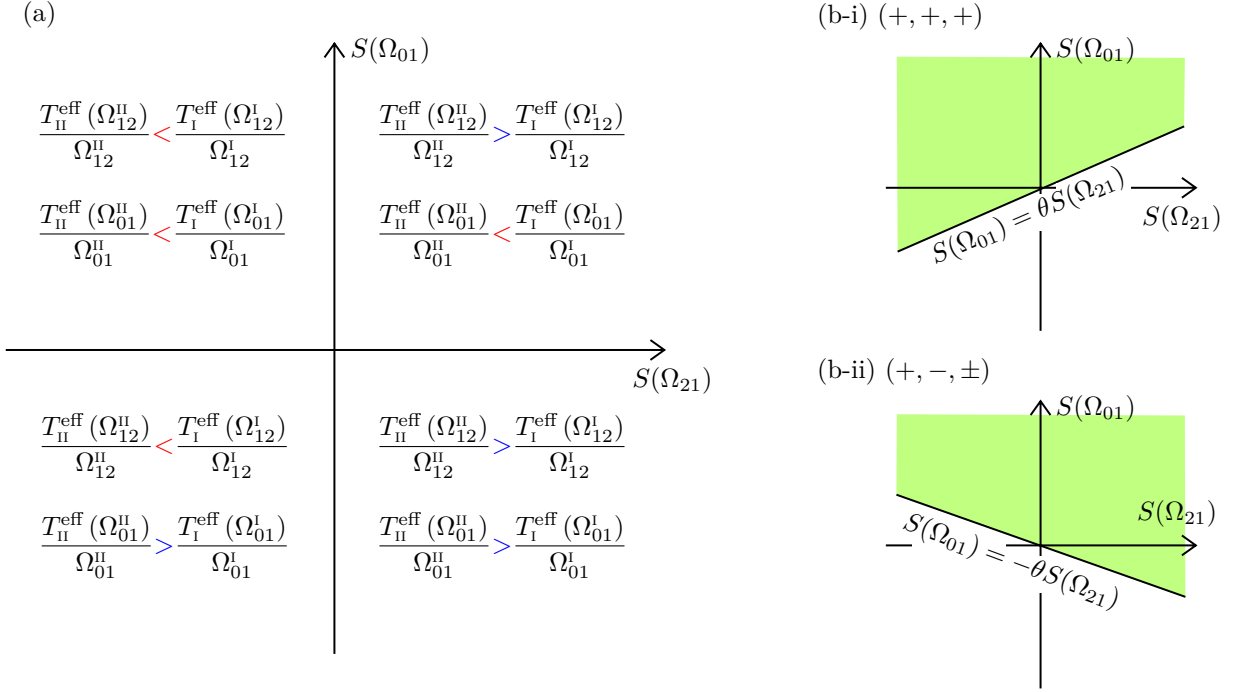 (a)
S(Ω₀₁)
T_II^eff (Ω₁₂^II) / Ω₁₂^II < T_I^eff (Ω₁₂^I) / Ω₁₂^I
T_II^eff (Ω₁₂^II) / Ω₁₂^II > T_I^eff (Ω₁₂^I) / Ω₁₂^I
T_II^eff (Ω₀₁^II) / Ω₀₁^II < T_I^eff (Ω₀₁^I) / Ω₀₁^I
T_II^eff (Ω₀₁^II) / Ω₀₁^II < T_I^eff (Ω₀₁^I) / Ω₀₁^I
S(Ω₂₁)
T_II^eff (Ω₁₂^II) / Ω₁₂^II < T_I^eff (Ω₁₂^I) / Ω₁₂^I
T_II^eff (Ω₁₂^II) / Ω₁₂^II > T_I^eff (Ω₁₂^I) / Ω₁₂^I
T_II^eff (Ω₀₁^II) / Ω₀₁^II > T_I^eff (Ω₀₁^I) / Ω₀₁^I
T_II^eff (Ω₀₁^II) / Ω₀₁^II > T_I^eff (Ω₀₁^I) / Ω₀₁^I
(b-i) (+, +, +)
S(Ω₀₁)
S(Ω₀₁) = θS(Ω₂₁)
S(Ω₂₁)
(b-ii) (+, −, ±)
S(Ω₀₁)
S(Ω₂₁)
S(Ω₀₁) = −θS(Ω₂₁)